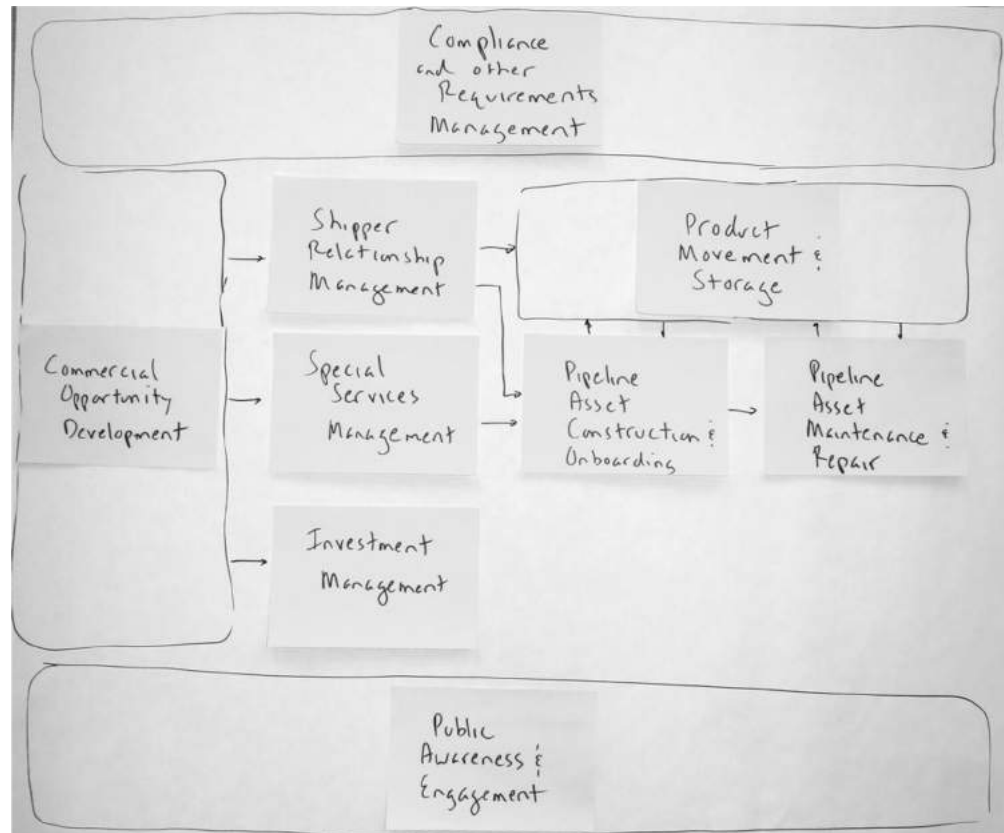 Compliance
and other
Requirements
Management
Shipper
Relationship
Management
Product
Movement &
Storage
Commercial
Opportunity
Development
Special
Services
Management
Pipeline
Asset
Construction &
Onboarding
Pipeline
Asset
Maintenance &
Repair
Investment
Management
Public
Awareness &
Engagement